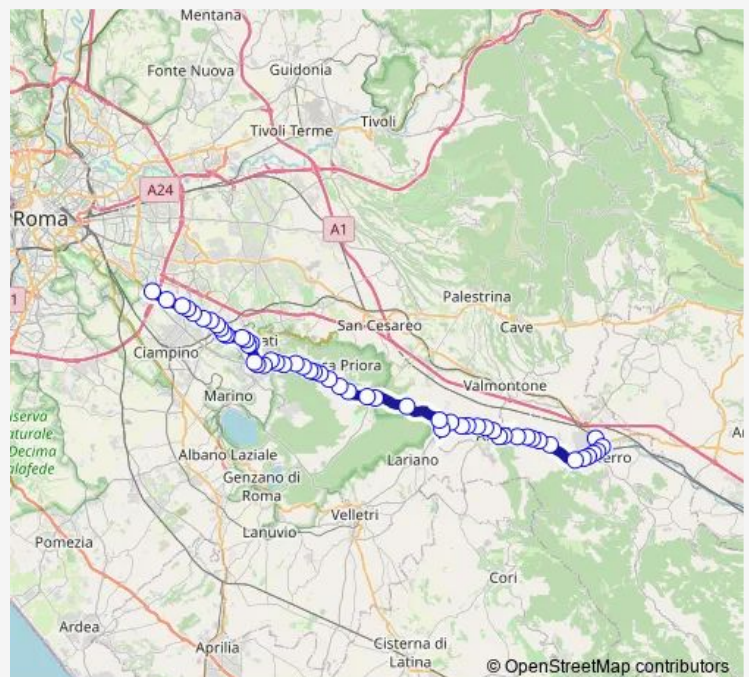 Mentana
Fonte Nuova
Guidonia
Tivoli Terme
Tivoli
A24
Roma
A1
Palestrina
San Cesareo
Cave
Ciampino
Valmontone
Marino
Albano Laziale
Lariano
Genzano di
Roma
Velletri
Lanuvio
Pomezia
Cori
Ardea
Aprilia
Cisterna di
Latina
© OpenStreetMap contributors